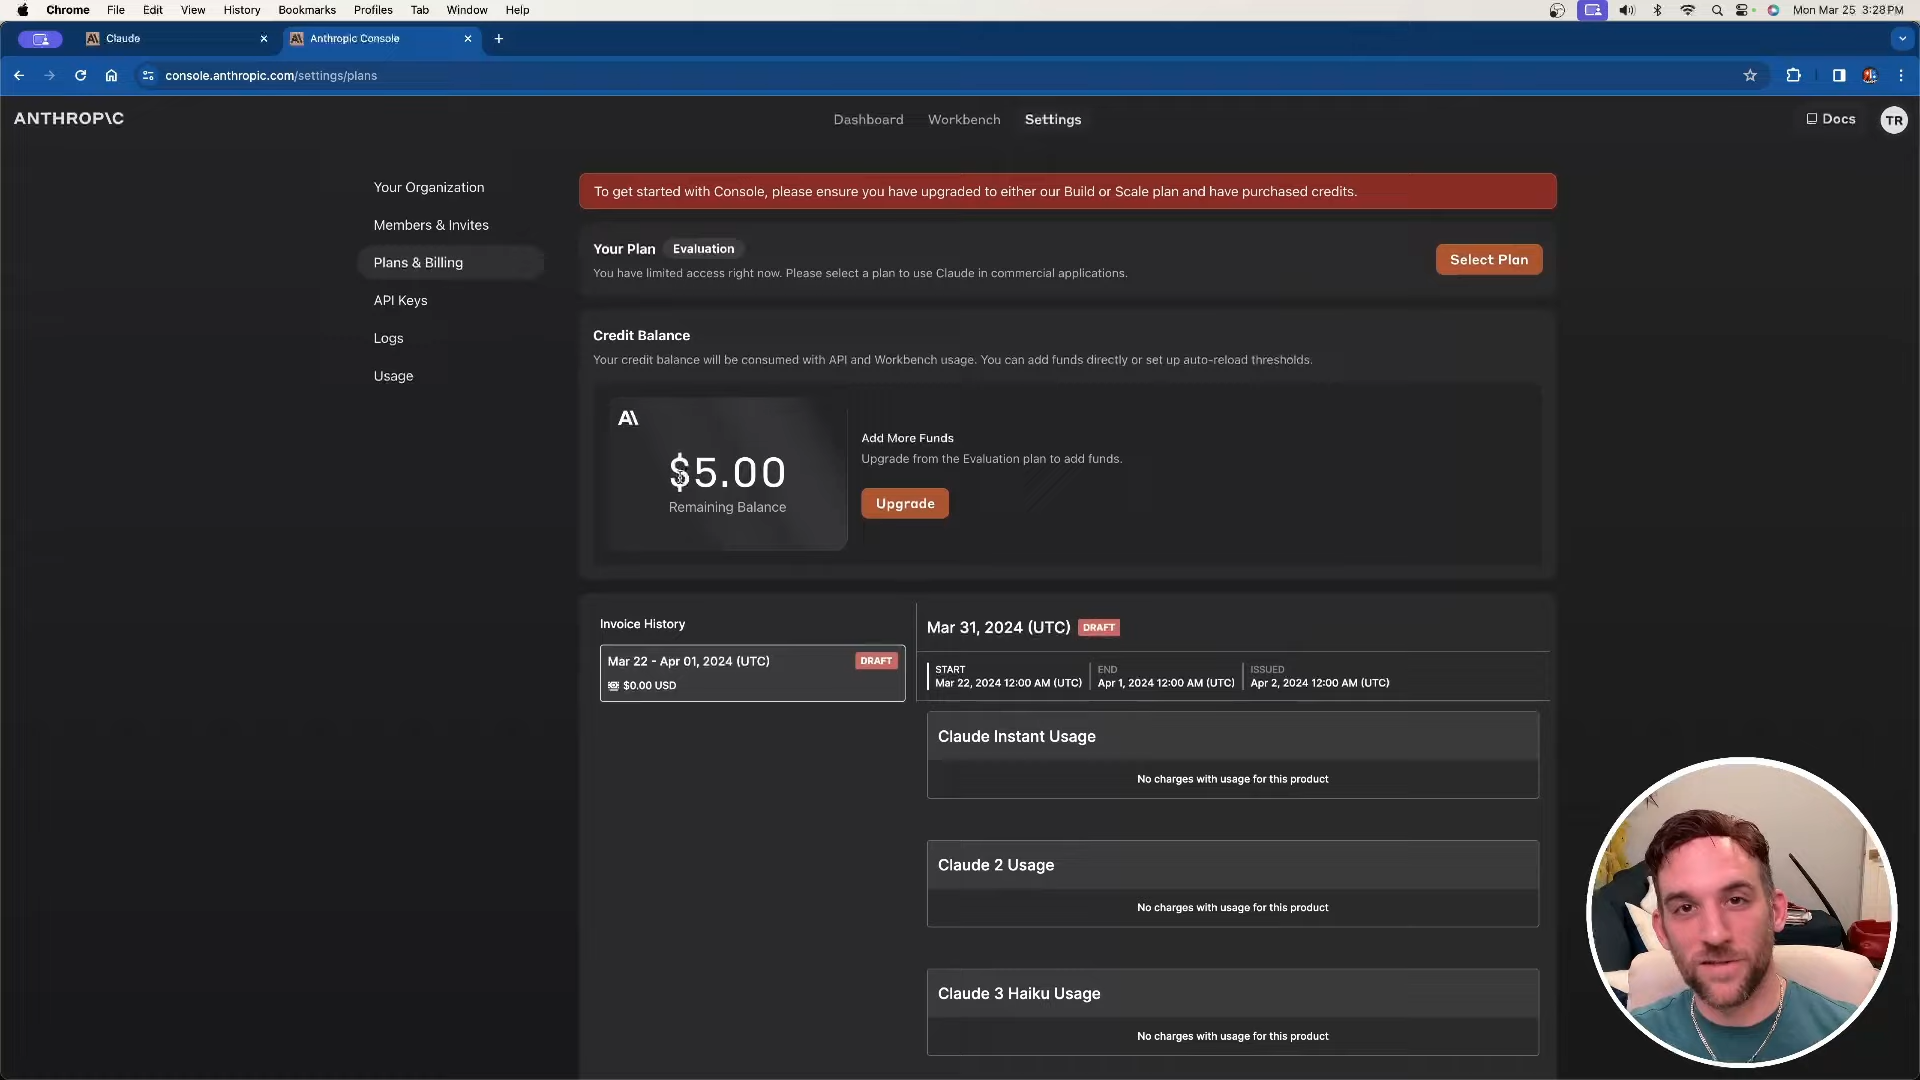 Chrome File Edit View History Bookmarks Profiles Tab Window Help Mon Mar 25 3:28 PM
Claude
Anthropic Console
console.anthropic.com/settings/plans
ANTHROP\C
Dashboard Workbench Settings
Docs
TR
Your Organization
Members & Invites
Plans & Billing
API Keys
Logs
Usage
To get started with Console, please ensure you have upgraded to either our Build or Scale plan and have purchased credits.
Your Plan Evaluation
You have limited access right now. Please select a plan to use Claude in commercial applications.
Select Plan
Credit Balance
Your credit balance will be consumed with API and Workbench usage. You can add funds directly or set up auto-reload thresholds.
A\
$5.00
Remaining Balance
Add More Funds
Upgrade from the Evaluation plan to add funds.
Upgrade
Invoice History
Mar 22 - Apr 01, 2024 (UTC) DRAFT
$0.00 USD
Mar 31, 2024 (UTC) DRAFT
START
Mar 22, 2024 12:00 AM (UTC)
END
Apr 1, 2024 12:00 AM (UTC)
ISSUED
Apr 2, 2024 12:00 AM (UTC)
Claude Instant Usage
No charges with usage for this product
Claude 2 Usage
No charges with usage for this product
Claude 3 Haiku Usage
No charges with usage for this product